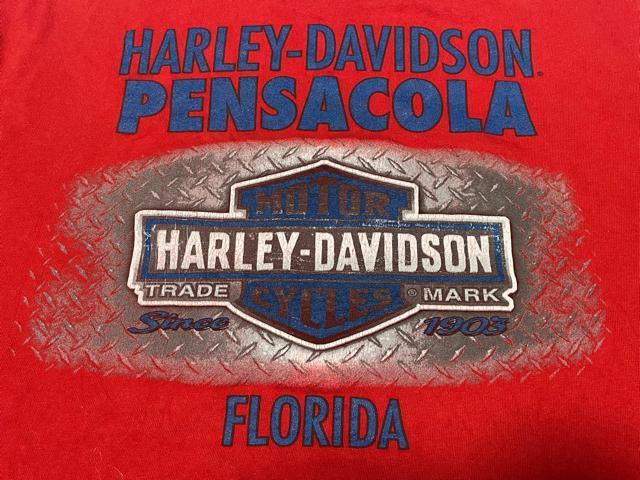 HARLEY-DAVIDSON®
PENSACOLA
MOTOR
HARLEY-DAVIDSON
TRADE CYCLES ® MARK
Since 1903
FLORIDA